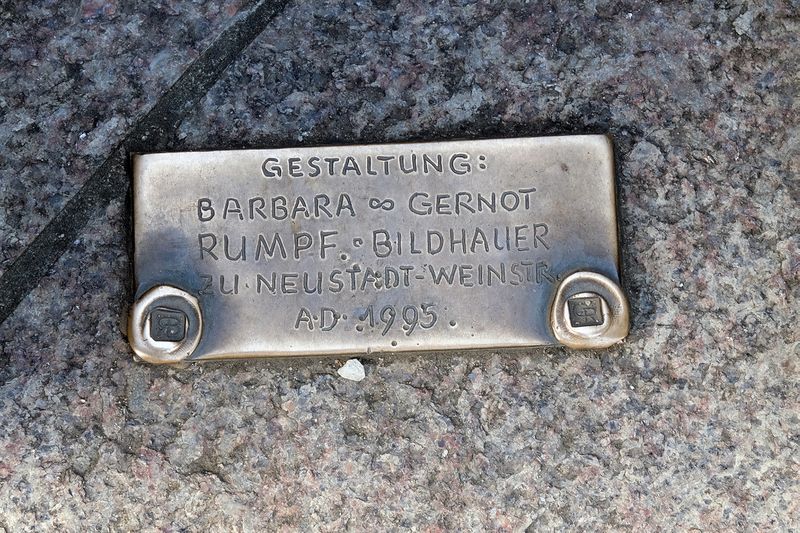 GESTALTUNG:
BARBARA ∞ GERNOT
RUMPF. · BILDHAUER
ZU · NEUSTADT-WEINSTR.
A·D· 1995.